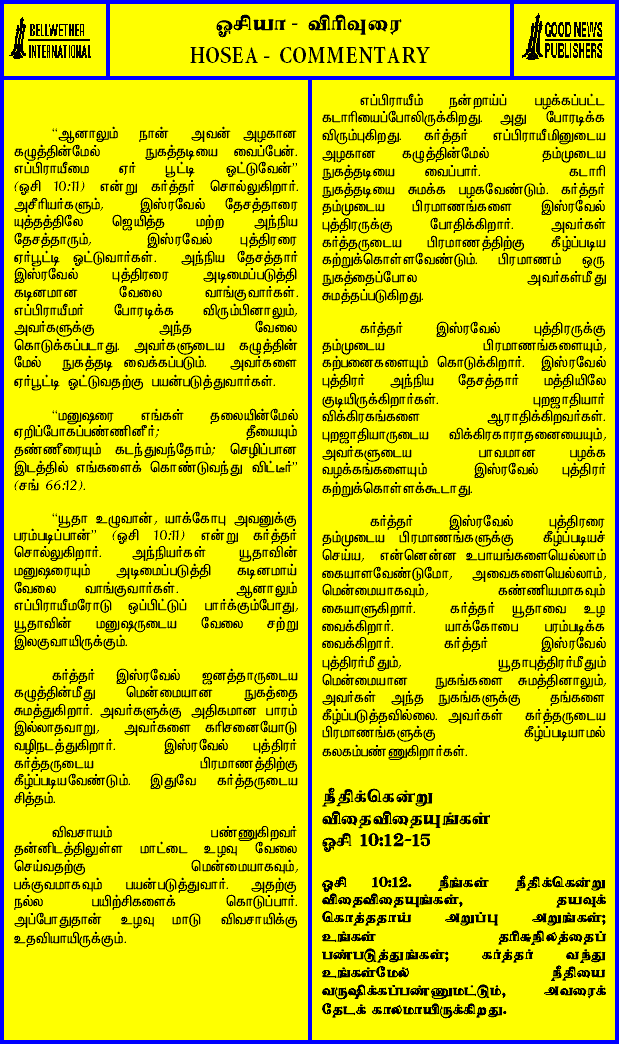 BELLWETHER
INTERNATIONAL
ஓசியா - விரிவுரை
HOSEA - COMMENTARY
GOOD NEWS
PUBLISHERS
“ஆனாலும் நான் அவன் அழகான
கழுத்தின்மேல் நுகத்தடியை வைப்பேன்.
எப்பிராயீமை ஏர் பூட்டி ஒட்டுவேன்”
(ஓசி 10:11) என்று கர்த்தர் சொல்லுகிறார்.
அசீரியர்களும், இஸ்ரவேல் தேசத்தாரை
யுத்தத்திலே ஜெயித்த மற்ற அந்நிய
தேசத்தாரும், இஸ்ரவேல் புத்திரரை
ஏர்பூட்டி ஒட்டுவார்கள். அந்நிய தேசத்தார்
இஸ்ரவேல் புத்திரரை அடிமைப்படுத்தி
கடினமான வேலை வாங்குவார்கள்.
எப்பிராயீமர் போரடிக்க விரும்பினாலும்,
அவர்களுக்கு அந்த வேலை
கொடுக்கப்படாது. அவர்களுடைய கழுத்தின்
மேல் நுகத்தடி வைக்கப்படும். அவர்களை
ஏர்பூட்டி ஒட்டுவதற்கு பயன்படுத்துவார்கள்.
“மனுஷரை எங்கள் தலையின்மேல்
ஏறிப்போகப்பண்ணினீர்; தீயையும்
தண்ணீரையும் கடந்துவந்தோம்; செழிப்பான
இடத்தில் எங்களைக் கொண்டுவந்து விட்டீர்”
(சங் 66:12).
“யூதா உழுவான், யாக்கோபு அவனுக்கு
பரம்படிப்பான்” (ஓசி 10:11) என்று கர்த்தர்
சொல்லுகிறார். அந்நியர்கள் யூதாவின்
மனுஷரையும் அடிமைப்படுத்தி கடினமாய்
வேலை வாங்குவார்கள். ஆனாலும்
எப்பிராயீமரோடு ஒப்பிட்டுப் பார்க்கும்போது,
யூதாவின் மனுஷருடைய வேலை சற்று
இலகுவாயிருக்கும்.
கர்த்தர் இஸ்ரவேல் ஜனத்தாருடைய
கழுத்தின்மீது மென்மையான நுகத்தை
சுமத்துகிறார். அவர்களுக்கு அதிகமான பாரம்
இல்லாதவாறு, அவர்களை கரிசனையோடு
வழிநடத்துகிறார். இஸ்ரவேல் புத்திரர்
கர்த்தருடைய பிரமாணத்திற்கு
கீழ்ப்படியவேண்டும். இதுவே கர்த்தருடைய
சித்தம்.
விவசாயம் பண்ணுகிறவர்
தன்னிடத்திலுள்ள மாட்டை உழவு வேலை
செய்வதற்கு மென்மையாகவும்,
பக்குவமாகவும் பயன்படுத்துவார். அதற்கு
நல்ல பயிற்சிகளைக் கொடுப்பார்.
அப்போதுதான் உழவு மாடு விவசாயிக்கு
உதவியாயிருக்கும்.
எப்பிராயீம் நன்றாய்ப் பழக்கப்பட்ட
கடாரியைப்போலிருக்கிறது. அது போரடிக்க
விரும்புகிறது. கர்த்தர் எப்பிராயீமினுடைய
அழகான கழுத்தின்மேல் தம்முடைய
நுகத்தடியை வைப்பார். கடாரி
நுகத்தடியை சுமக்க பழகவேண்டும். கர்த்தர்
தம்முடைய பிரமாணங்களை இஸ்ரவேல்
புத்திரருக்கு போதிக்கிறார். அவர்கள்
கர்த்தருடைய பிரமாணத்திற்கு கீழ்ப்படிய
கற்றுக்கொள்ளவேண்டும். பிரமாணம் ஒரு
நுகத்தைப்போல அவர்கள்மீது
சுமத்தப்படுகிறது.
கர்த்தர் இஸ்ரவேல் புத்திரருக்கு
தம்முடைய பிரமாணங்களையும்,
கற்பனைகளையும் கொடுக்கிறார். இஸ்ரவேல்
புத்திரர் அந்நிய தேசத்தார் மத்தியிலே
குடியிருக்கிறார்கள். புறஜாதியார்
விக்கிரகங்களை ஆராதிக்கிறவர்கள்.
புறஜாதியாருடைய விக்கிரகாராதனையையும்,
அவர்களுடைய பாவமான பழக்க
வழக்கங்களையும் இஸ்ரவேல் புத்திரர்
கற்றுக்கொள்ளக்கூடாது.
கர்த்தர் இஸ்ரவேல் புத்திரரை
தம்முடைய பிரமாணங்களுக்கு கீழ்ப்படியச்
செய்ய, என்னென்ன உபாயங்களையெல்லாம்
கையாளவேண்டுமோ, அவைகளையெல்லாம்,
மென்மையாகவும், கண்ணியமாகவும்
கையாளுகிறார். கர்த்தர் யூதாவை உழ
வைக்கிறார். யாக்கோபை பரம்படிக்க
வைக்கிறார். கர்த்தர் இஸ்ரவேல்
புத்திரர்மீதும், யூதாபுத்திரர்மீதும்
மென்மையான நுகங்களை சுமத்தினாலும்,
அவர்கள் அந்த நுகங்களுக்கு தங்களை
கீழ்ப்படுத்தவில்லை. அவர்கள் கர்த்தருடைய
பிரமாணங்களுக்கு கீழ்ப்படியாமல்
கலகம்பண்ணுகிறார்கள்.
நீதிக்கென்று
விதைவிதையுங்கள்
ஓசி 10:12-15
ஓசி 10:12. நீங்கள் நீதிக்கென்று
விதைவிதையுங்கள், தயவுக்
கொத்ததாய் அறுப்பு அறுங்கள்;
உங்கள் தரிசுநிலத்தைப்
பண்படுத்துங்கள்; கர்த்தர் வந்து
உங்கள்மேல் நீதியை
வருஷிக்கப்பண்ணுமட்டும், அவரைத்
தேடக் காலமாயிருக்கிறது.